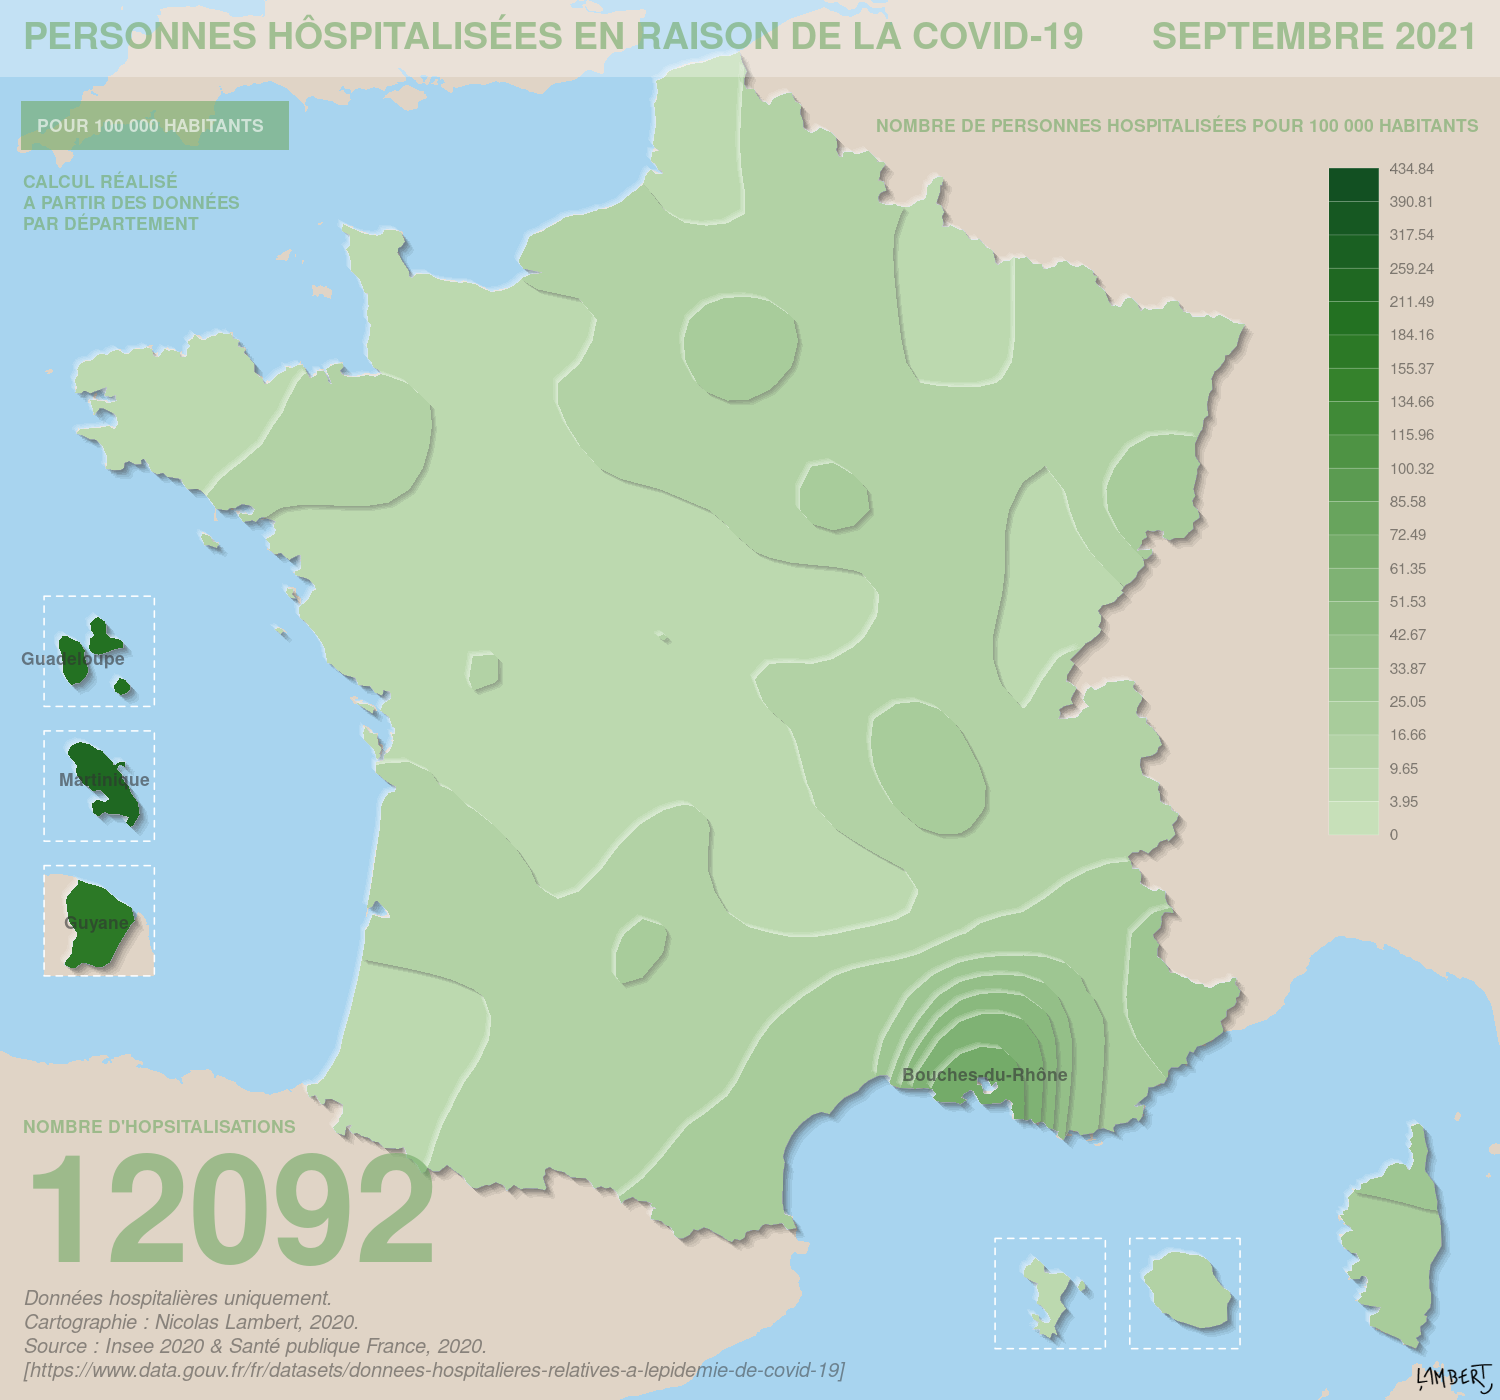 PERSONNES HÔSPITALISÉES EN RAISON DE LA COVID-19 SEPTEMBRE 2021
POUR 100 000 HABITANTS
NOMBRE DE PERSONNES HOSPITALISÉES POUR 100 000 HABITANTS
CALCUL RÉALISÉ
A PARTIR DES DONNÉES
PAR DÉPARTEMENT
434.84
390.81
317.54
259.24
211.49
184.16
155.37
134.66
115.96
100.32
85.58
72.49
61.35
51.53
42.67
33.87
25.05
16.66
9.65
3.95
0
Guadeloupe
Martinique
Guyane
Bouches-du-Rhône
NOMBRE D'HOPSITALISATIONS
12092
Données hospitalières uniquement.
Cartographie : Nicolas Lambert, 2020.
Source : Insee 2020 & Santé publique France, 2020.
[https://www.data.gouv.fr/fr/datasets/donnees-hospitalieres-relatives-a-lepidemie-de-covid-19]
LAMBERT